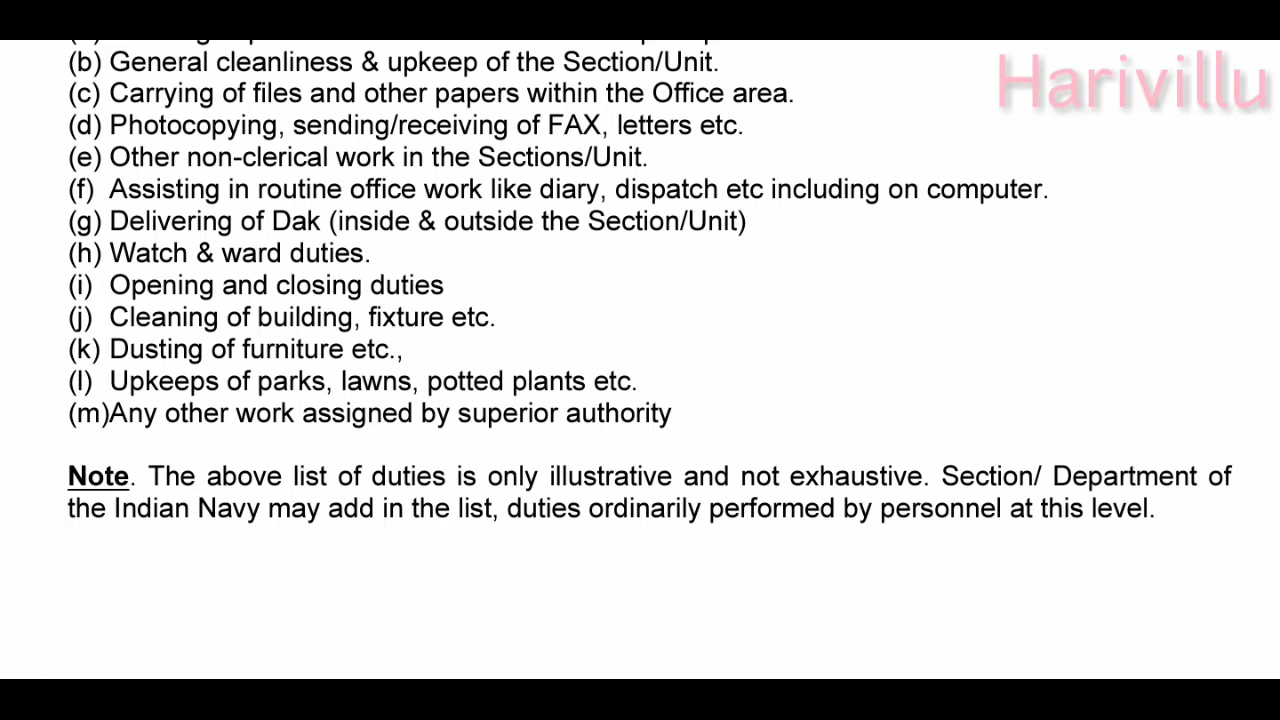 (b) General cleanliness & upkeep of the Section/Unit.
Harivillu
(c) Carrying of files and other papers within the Office area.
(d) Photocopying, sending/receiving of FAX, letters etc.
(e) Other non-clerical work in the Sections/Unit.
(f) Assisting in routine office work like diary, dispatch etc including on computer.
(g) Delivering of Dak (inside & outside the Section/Unit)
(h) Watch & ward duties.
(i) Opening and closing duties
(j) Cleaning of building, fixture etc.
(k) Dusting of furniture etc.,
(l) Upkeeps of parks, lawns, potted plants etc.
(m)Any other work assigned by superior authority
Note. The above list of duties is only illustrative and not exhaustive. Section/ Department of
the Indian Navy may add in the list, duties ordinarily performed by personnel at this level.